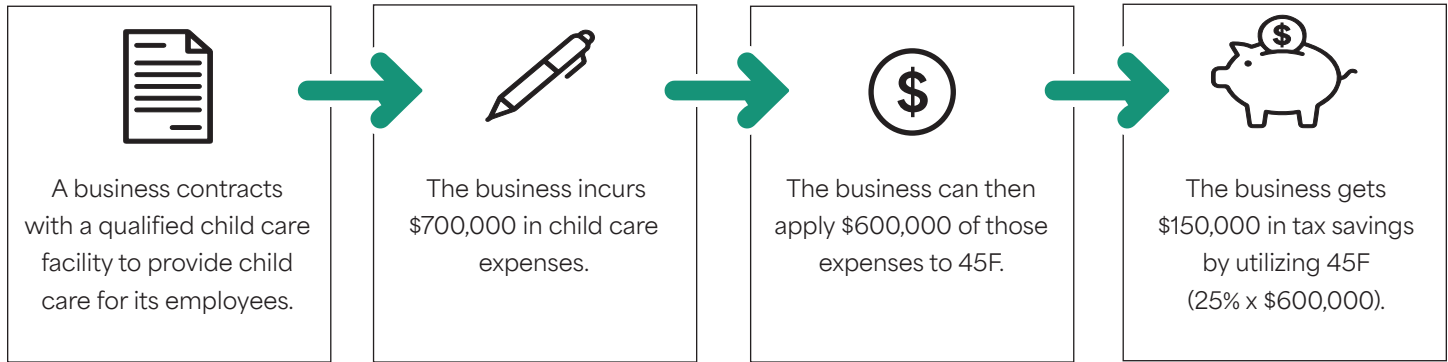 A business contracts
with a qualified child care
facility to provide child
care for its employees.
The business incurs
$700,000 in child care
expenses.
$
The business can then
apply $600,000 of those
expenses to 45F.
$
The business gets
$150,000 in tax savings
by utilizing 45F
(25% x $600,000).